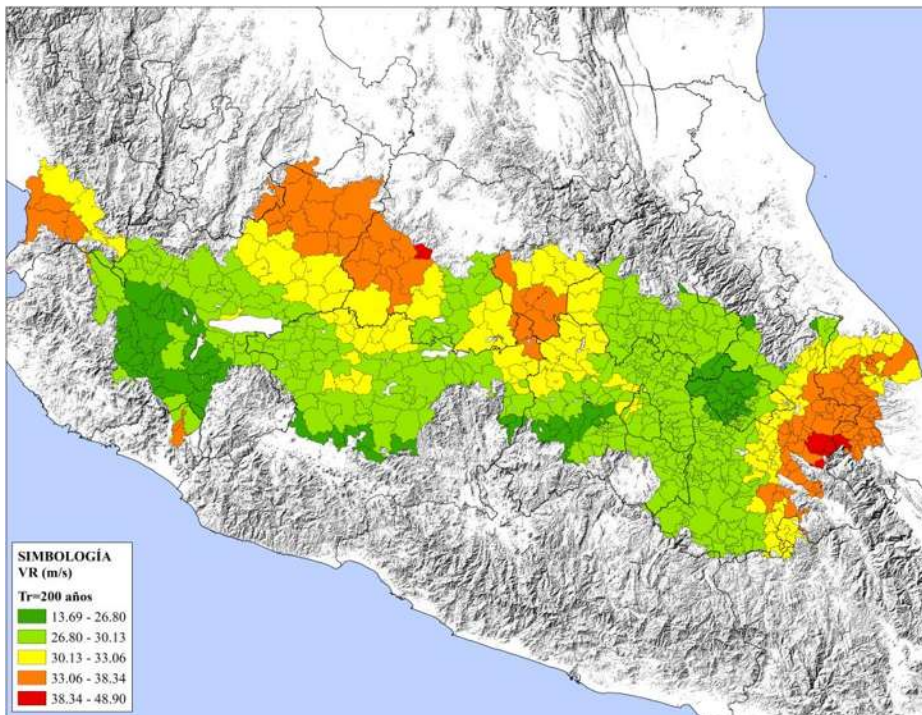 SIMBOLOGÍA
VR (m/s)
Tr=200 años
13.69 - 26.80
26.80 - 30.13
30.13 - 33.06
33.06 - 38.34
38.34 - 48.90